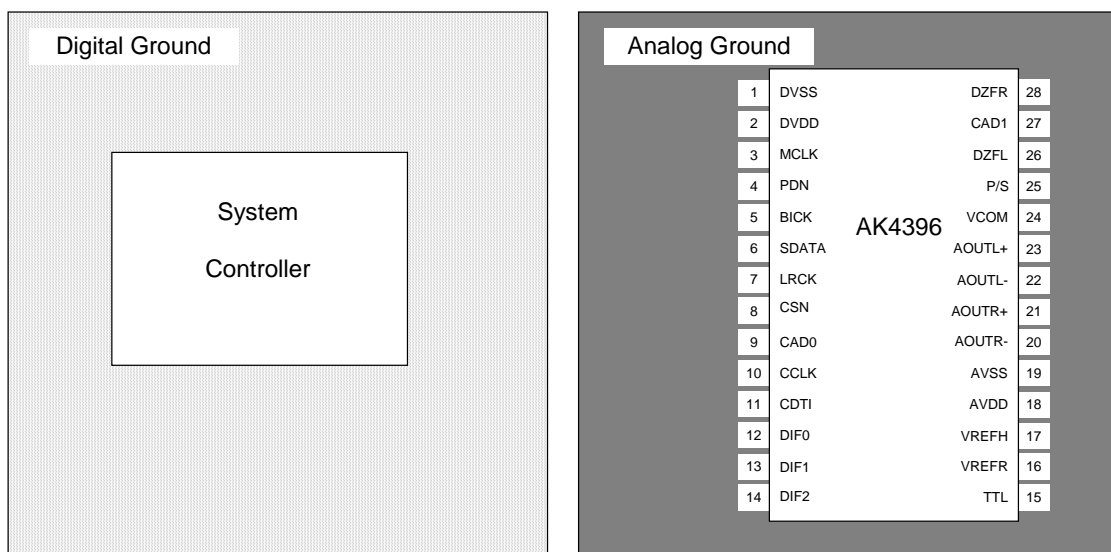 Digital Ground
System
Controller
Analog Ground
AK4396
1 DVSS DZFR 28
2 DVDD CAD1 27
3 MCLK DZFL 26
4 PDN P/S 25
5 BICK VCOM 24
6 SDATA AOUTL+ 23
7 LRCK AOUTL- 22
8 CSN AOUTR+ 21
9 CAD0 AOUTR- 20
10 CCLK AVSS 19
11 CDTI AVDD 18
12 DIF0 VREFH 17
13 DIF1 VREFR 16
14 DIF2 TTL 15